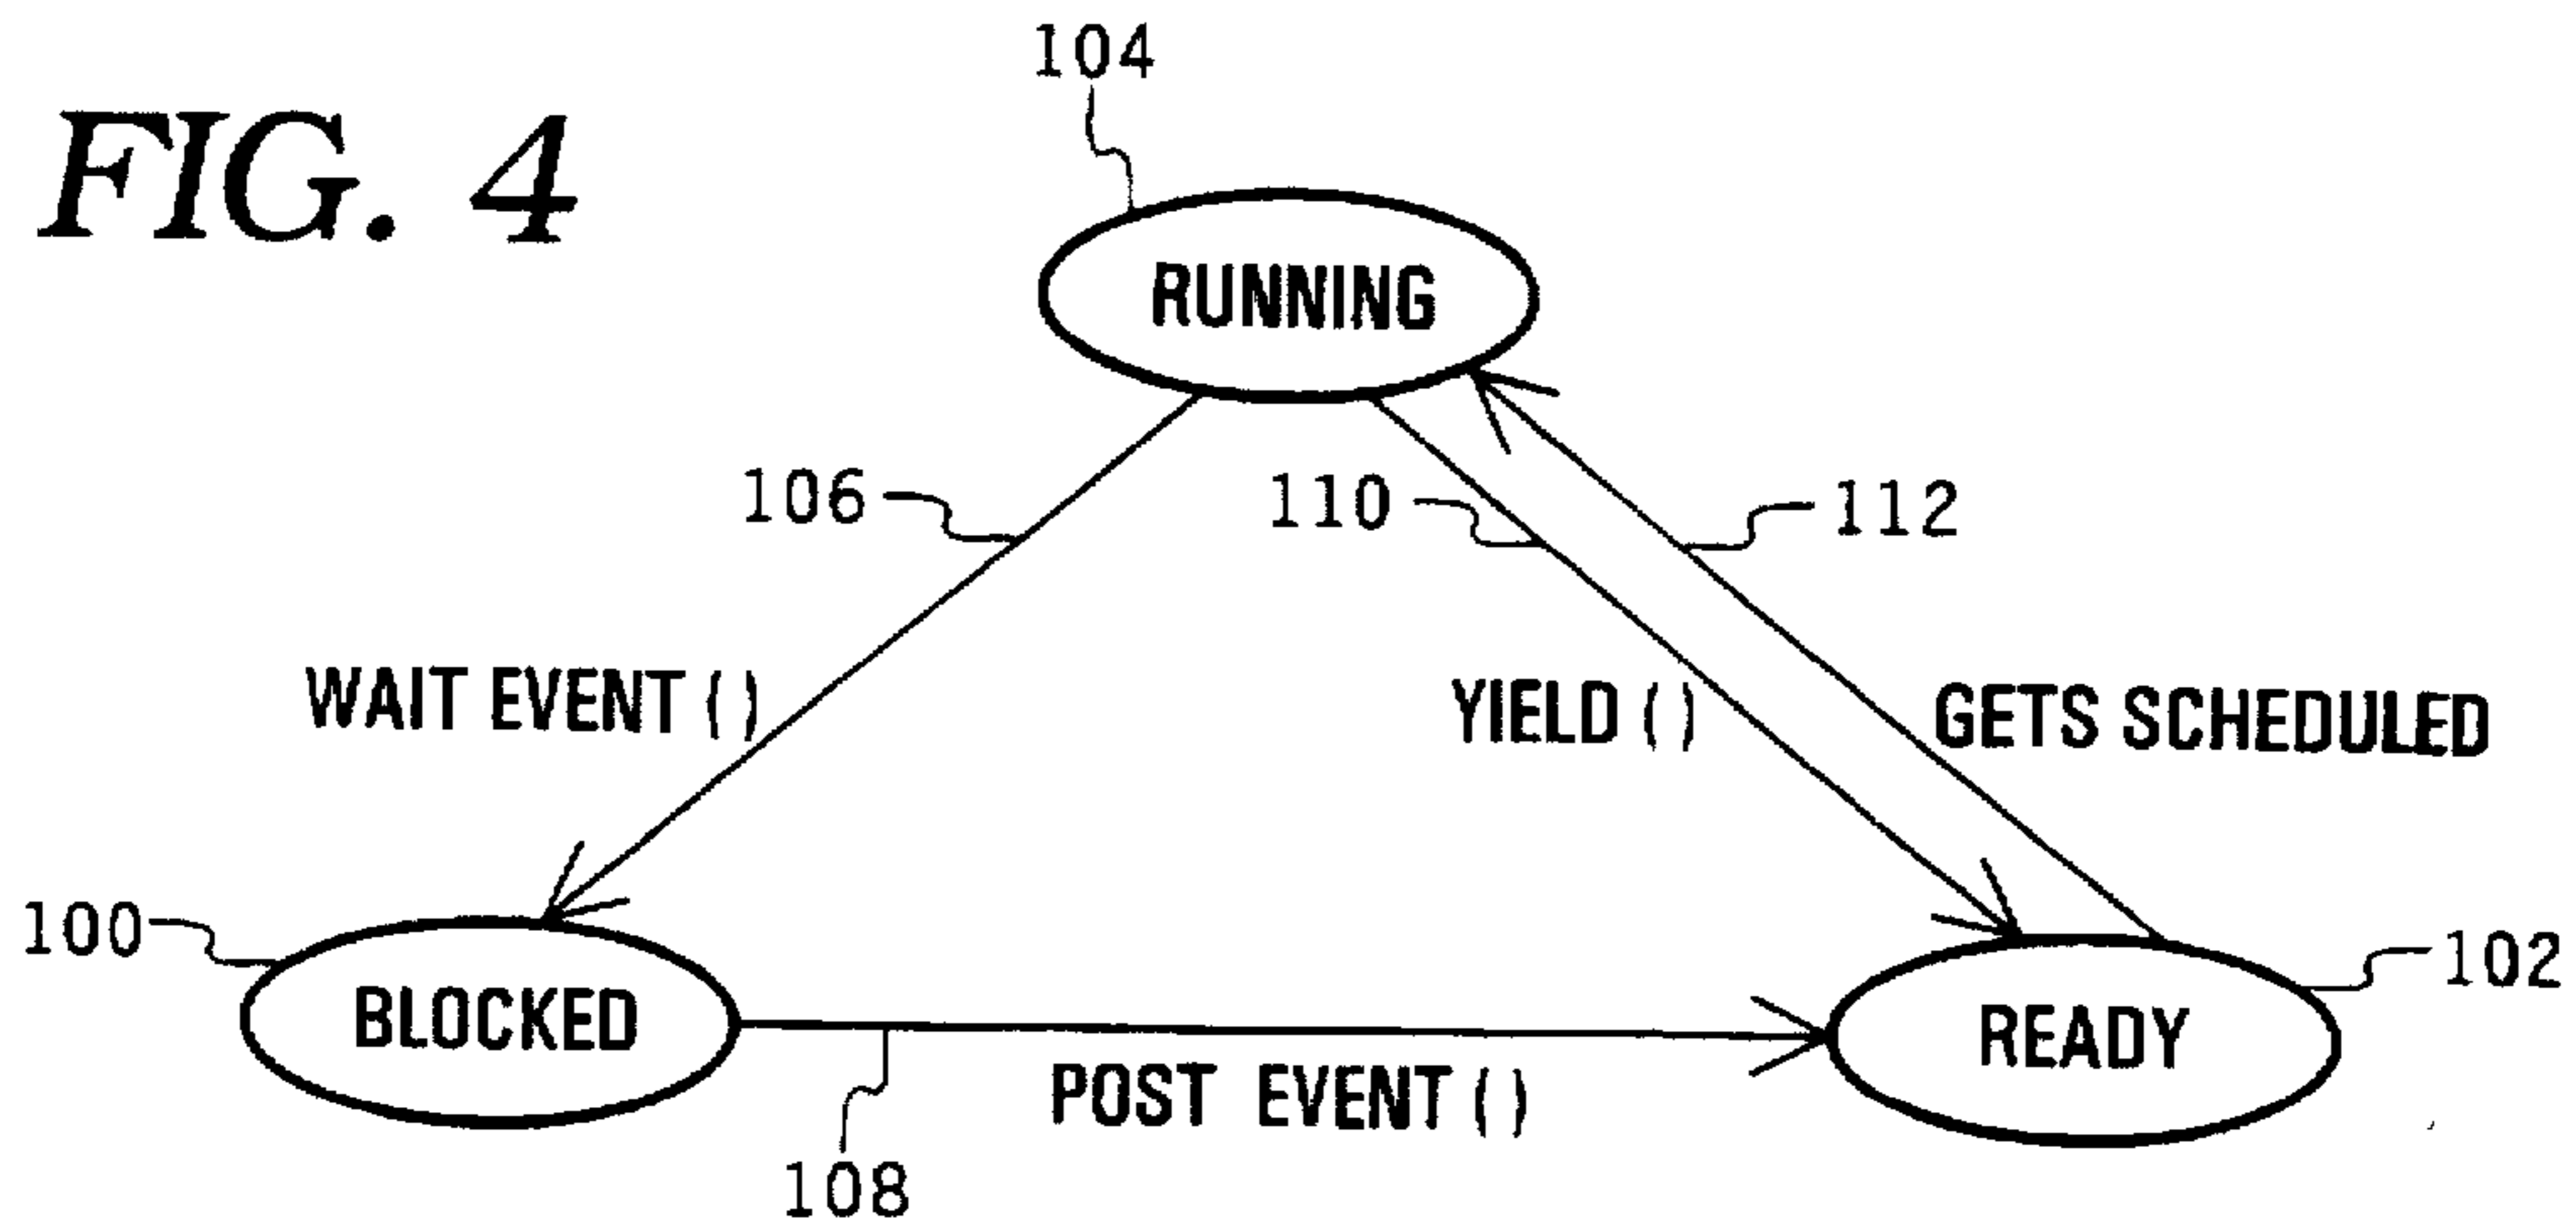 104
FIG. 4
RUNNING
106
110
112
WAIT EVENT ( )
YIELD ( )
GETS SCHEDULED
100
BLOCKED
READY
102
POST EVENT ( )
108